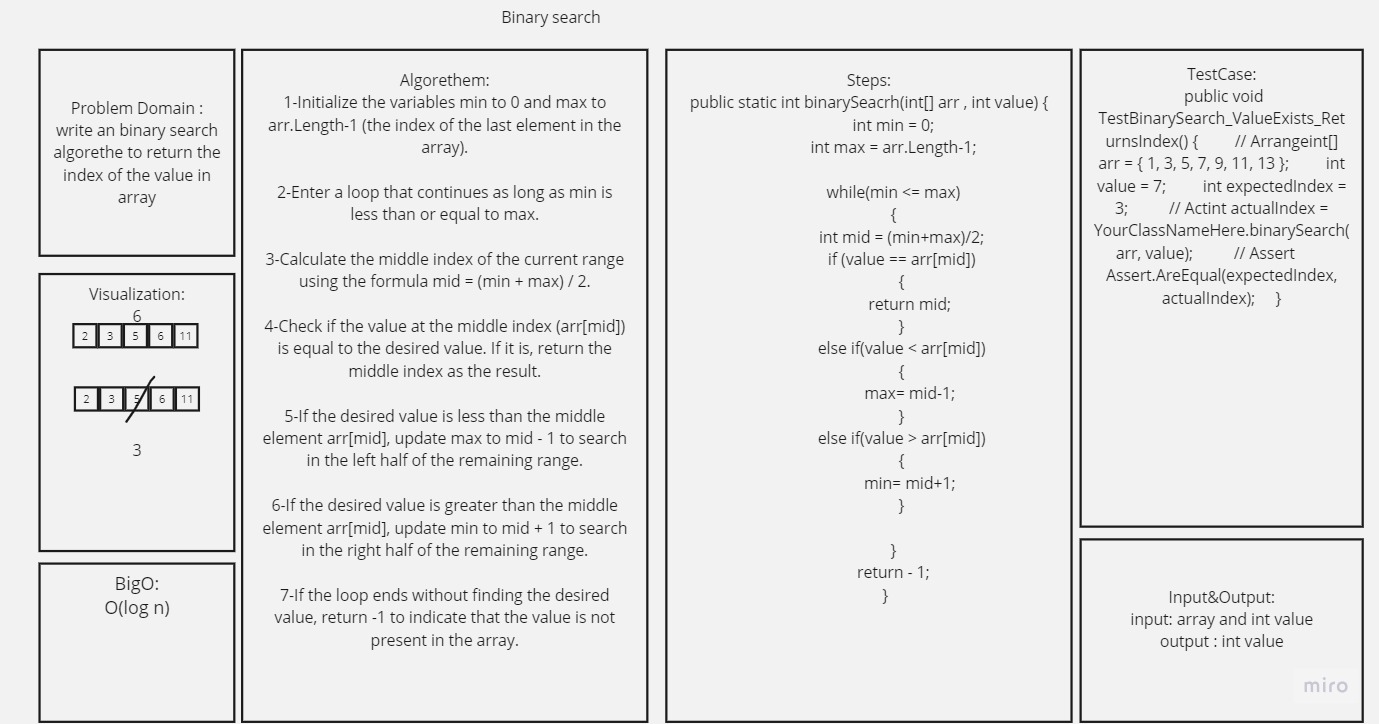 Binary search
Problem Domain :
write an binary search
algorethe to return the
index of the value in
array
Visualization:
6
2 3 5 6 11
2 3 5 6 11
3
BigO:
O(log n)
Algorethem:
1-Initialize the variables min to 0 and max to
arr.Length-1 (the index of the last element in the
array).
2-Enter a loop that continues as long as min is
less than or equal to max.
3-Calculate the middle index of the current range
using the formula mid = (min + max) / 2.
4-Check if the value at the middle index (arr[mid])
is equal to the desired value. If it is, return the
middle index as the result.
5-If the desired value is less than the middle
element arr[mid], update max to mid - 1 to search
in the left half of the remaining range.
6-If the desired value is greater than the middle
element arr[mid], update min to mid + 1 to search
in the right half of the remaining range.
7-If the loop ends without finding the desired
value, return -1 to indicate that the value is not
present in the array.
Steps:
public static int binarySeacrh(int[] arr , int value) {
int min = 0;
int max = arr.Length-1;
while(min <= max)
{
int mid = (min+max)/2;
if (value == arr[mid])
{
return mid;
}
else if(value < arr[mid])
{
max= mid-1;
}
else if(value > arr[mid])
{
min= mid+1;
}
}
return - 1;
}
TestCase:
public void
TestBinarySearch_ValueExists_Ret
urnsIndex() { // Arrangeint[]
arr = { 1, 3, 5, 7, 9, 11, 13 }; int
value = 7; int expectedIndex =
3; // Actint actualIndex =
YourClassNameHere.binarySearch(
arr, value); // Assert
Assert.AreEqual(expectedIndex,
actualIndex); }
Input&Output:
input: array and int value
output : int value
miro